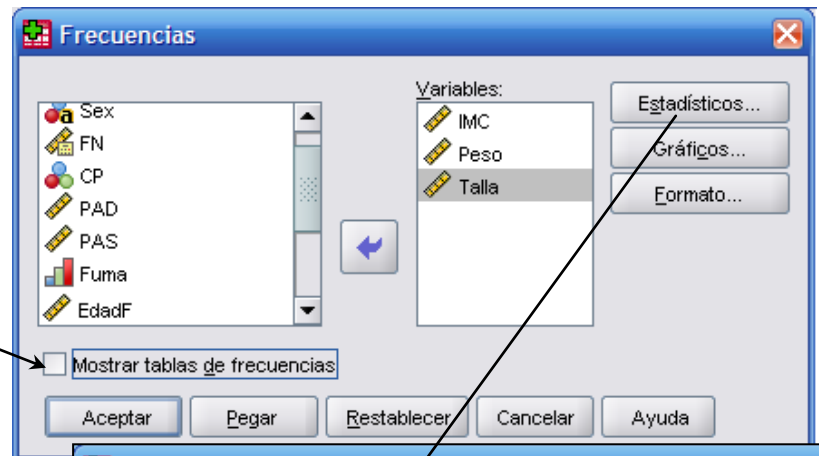 Frecuencias
Sex
FN
CP
PAD
PAS
Fuma
EdadF
Variables:
IMC
Peso
Talla
Estadísticos...
Gráficos...
Formato...
Mostrar tablas de frecuencias
Aceptar
Pegar
Restablecer
Cancelar
Ayuda